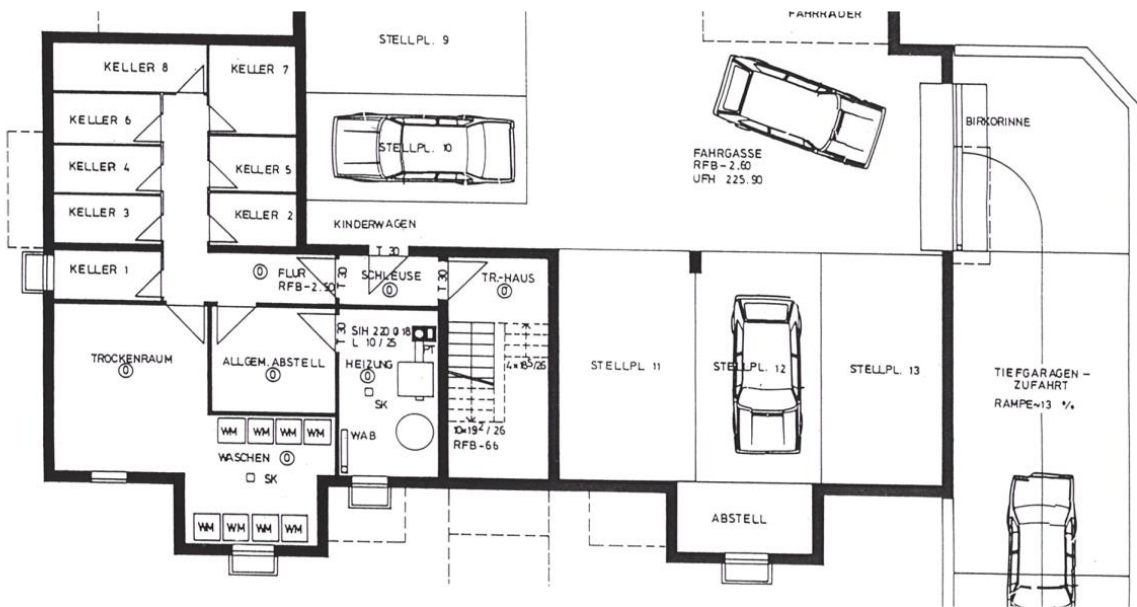 FAHRRÄDER
STELLPL. 9
KELLER 8
KELLER 7
KELLER 6
STELLPL. 10
BIRKORINNE
FAHRGASSE
RFB-2.60
UFH 225.90
KELLER 4
KELLER 5
KELLER 3
KELLER 2
KINDERWAGEN
T 30
KELLER 1
FLUR
RFB-2.50
T 30
SCHLEUSE
T 30
TR.-HAUS
T 30
SIH 220 Ø 18
L 10/25
PT
TROCKENRAUM
ALLGEM. ABSTELL
HEIZUNG
SK
STELLPL 11
STELLPL. 12
STELLPL. 13
TIEFGARAGEN-
ZUFAHRT
RAMPE~13 %
WM WM WM WM
WAB
RFB-66
WASCHEN
SK
WM WM WM WM
ABSTELL